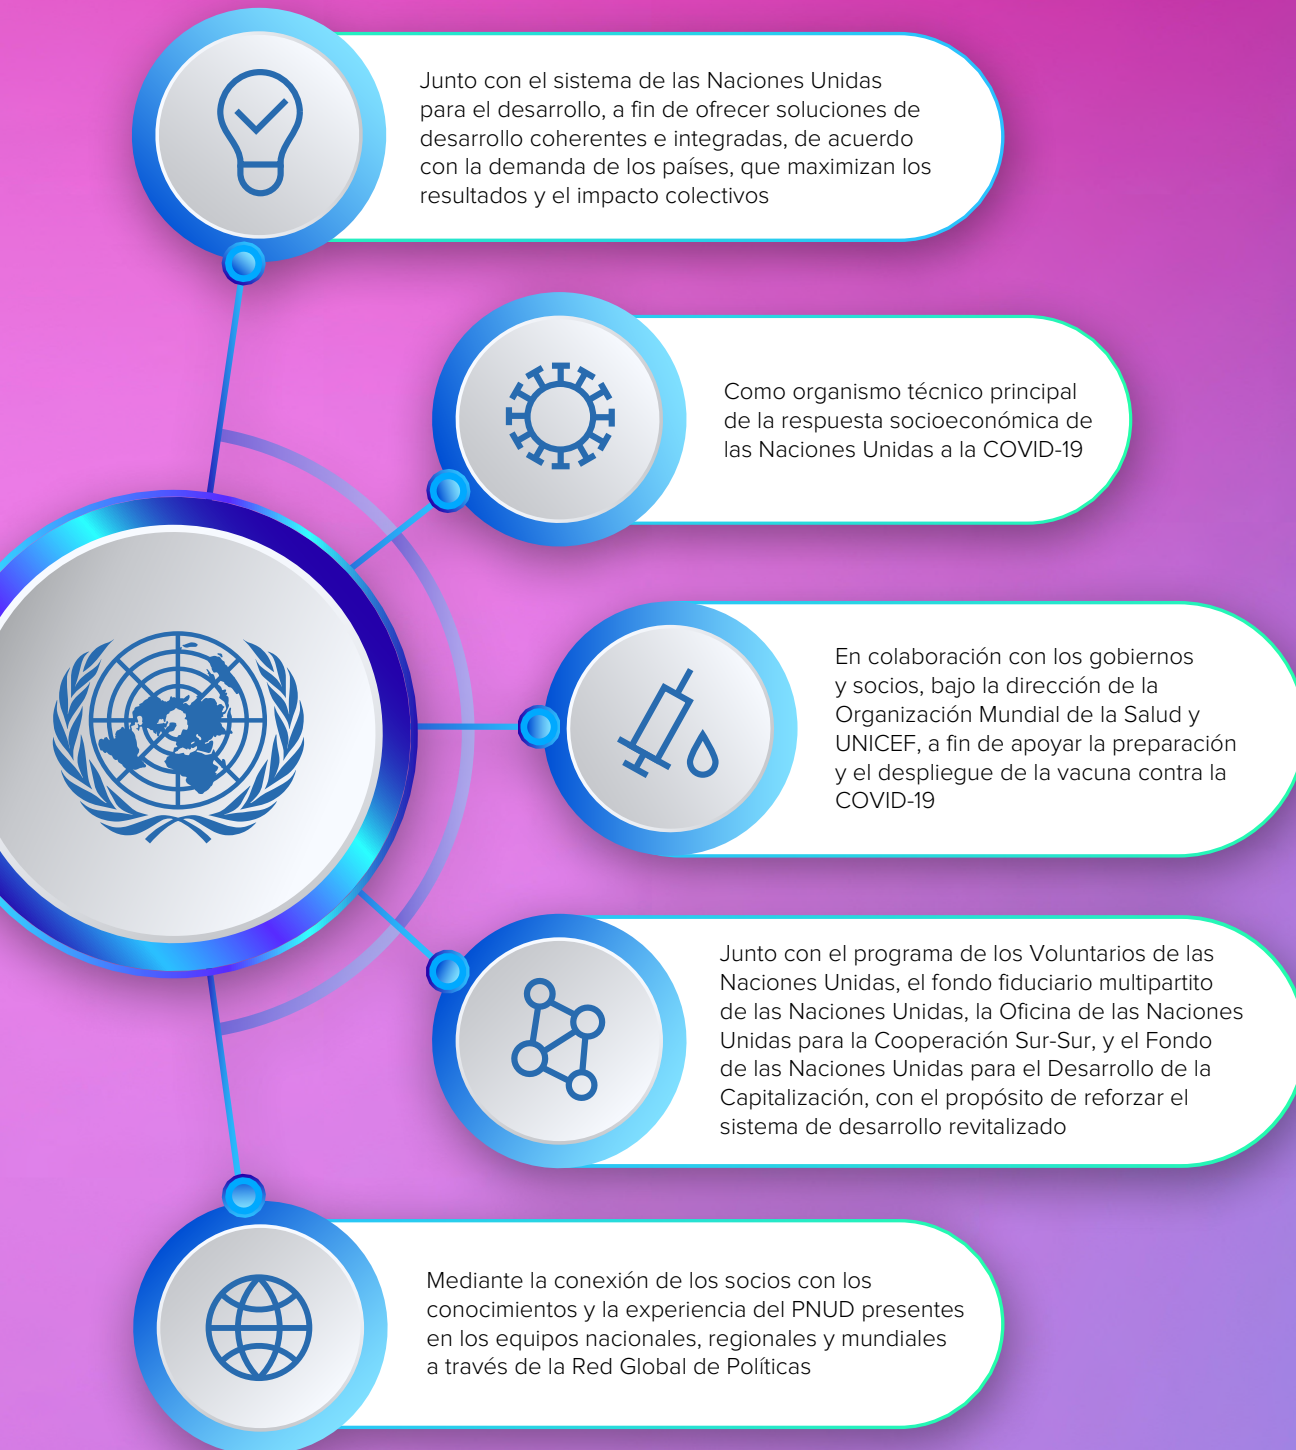 Junto con el sistema de las Naciones Unidas
para el desarrollo, a fin de ofrecer soluciones de
desarrollo coherentes e integradas, de acuerdo
con la demanda de los países, que maximizan los
resultados y el impacto colectivos
Como organismo técnico principal
de la respuesta socioeconómica de
las Naciones Unidas a la COVID-19
En colaboración con los gobiernos
y socios, bajo la dirección de la
Organización Mundial de la Salud y
UNICEF, a fin de apoyar la preparación
y el despliegue de la vacuna contra la
COVID-19
Junto con el programa de los Voluntarios de las
Naciones Unidas, el fondo fiduciario multipartito
de las Naciones Unidas, la Oficina de las Naciones
Unidas para la Cooperación Sur-Sur, y el Fondo
de las Naciones Unidas para el Desarrollo de la
Capitalización, con el propósito de reforzar el
sistema de desarrollo revitalizado
Mediante la conexión de los socios con los
conocimientos y la experiencia del PNUD presentes
en los equipos nacionales, regionales y mundiales
a través de la Red Global de Políticas